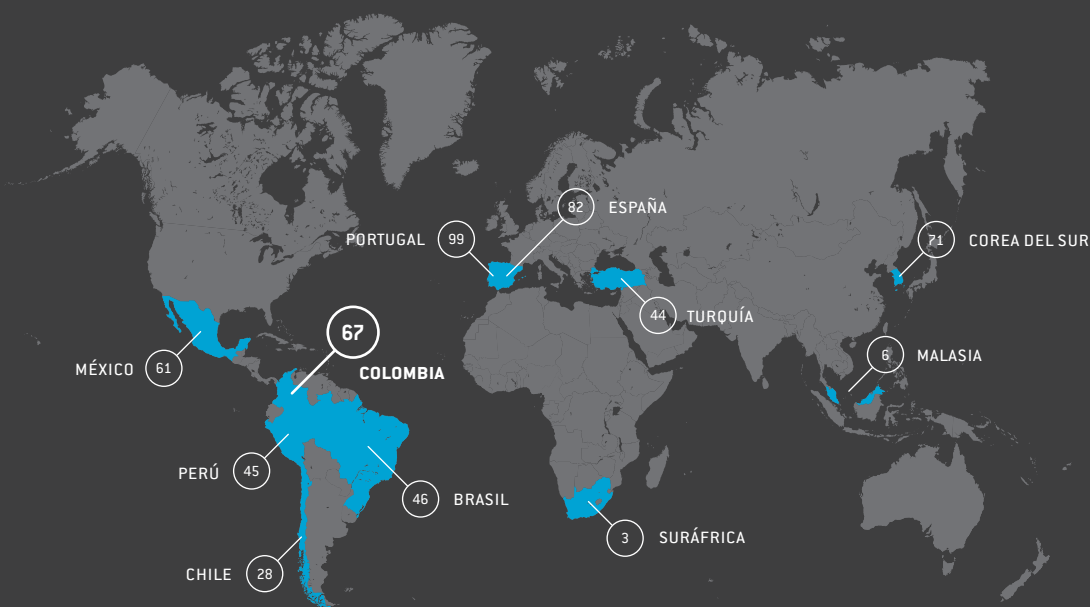 82 ESPAÑA
PORTUGAL 99
71 COREA DEL SUR
44 TURQUÍA
67
COLOMBIA
6 MALASIA
MÉXICO 61
PERÚ 45
46 BRASIL
3 SURÁFRICA
CHILE 28